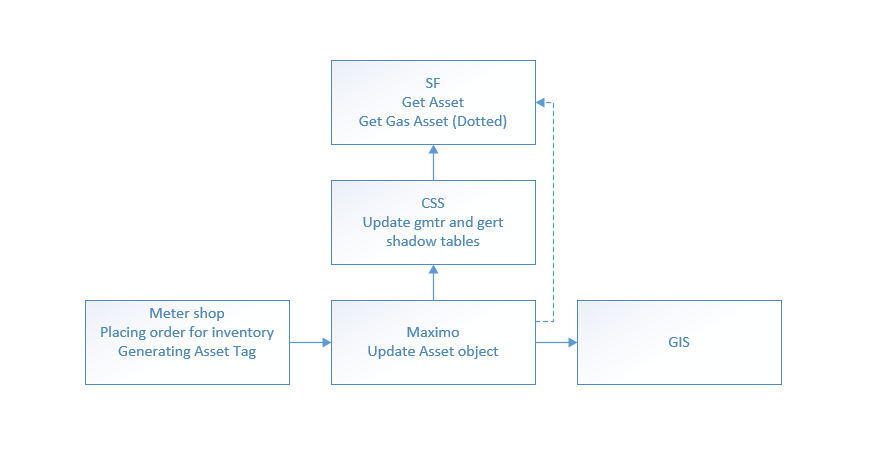 SF
Get Asset
Get Gas Asset (Dotted)
CSS
Update gmtr and gert
shadow tables
Meter shop
Placing order for inventory
Generating Asset Tag
Maximo
Update Asset object
GIS